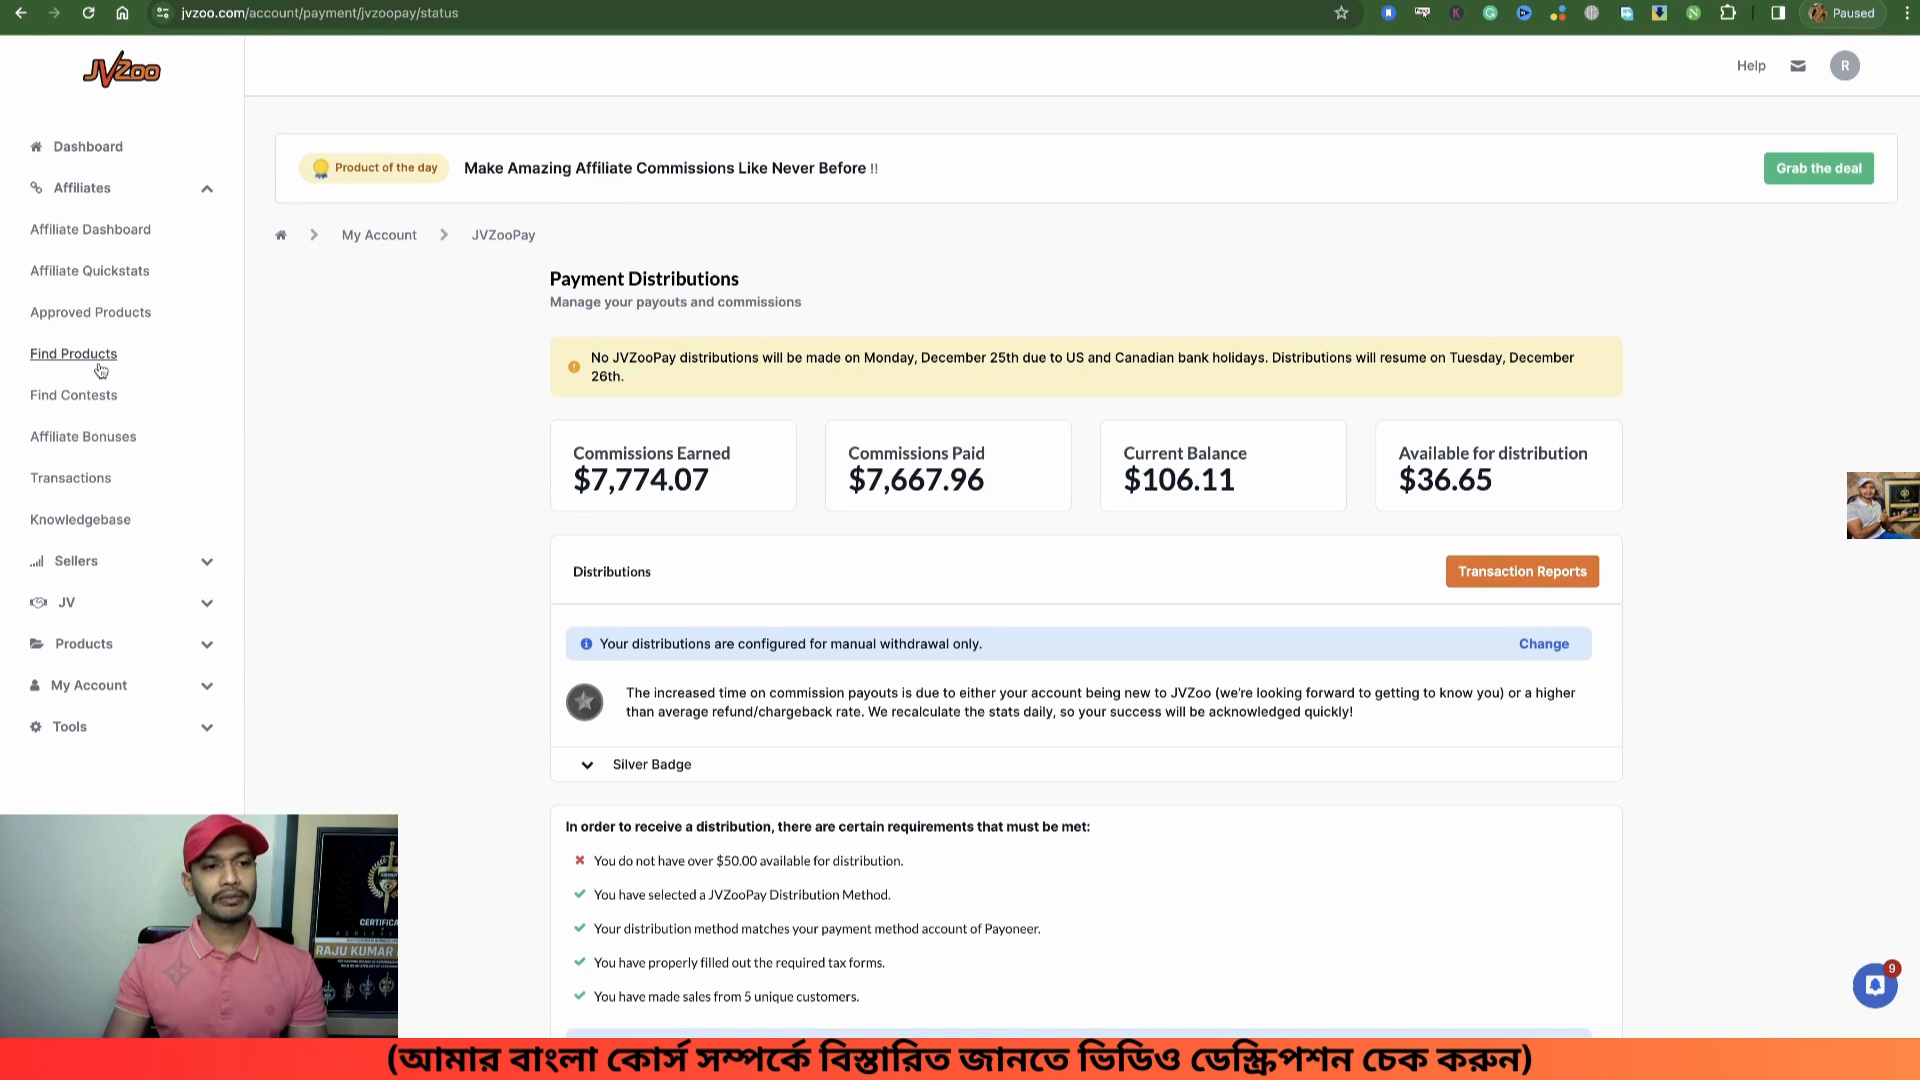 jvzoo.com/account/payment/jvzoopay/status
Paused
JVZoo
Help
R
Dashboard
Affiliates
Affiliate Dashboard
Affiliate Quickstats
Approved Products
Find Products
Find Contests
Affiliate Bonuses
Transactions
Knowledgebase
Sellers
JV
Products
My Account
Tools
Product of the day
Make Amazing Affiliate Commissions Like Never Before !!
Grab the deal
My Account
JVZooPay
Payment Distributions
Manage your payouts and commissions
No JVZooPay distributions will be made on Monday, December 25th due to US and Canadian bank holidays. Distributions will resume on Tuesday, December
26th.
Commissions Earned
$7,774.07
Commissions Paid
$7,667.96
Current Balance
$106.11
Available for distribution
$36.65
Distributions
Transaction Reports
Your distributions are configured for manual withdrawal only.
Change
The increased time on commission payouts is due to either your account being new to JVZoo (we're looking forward to getting to know you) or a higher
than average refund/chargeback rate. We recalculate the stats daily, so your success will be acknowledged quickly!
Silver Badge
In order to receive a distribution, there are certain requirements that must be met:
You do not have over $50.00 available for distribution.
You have selected a JVZooPay Distribution Method.
Your distribution method matches your payment method account of Payoneer.
You have properly filled out the required tax forms.
You have made sales from 5 unique customers.
9
RAJU KUMAR
(আমার বাংলা কোর্স সম্পর্কে বিস্তারিত জানতে ভিডিও ডেস্ক্রিপশন চেক করুন)